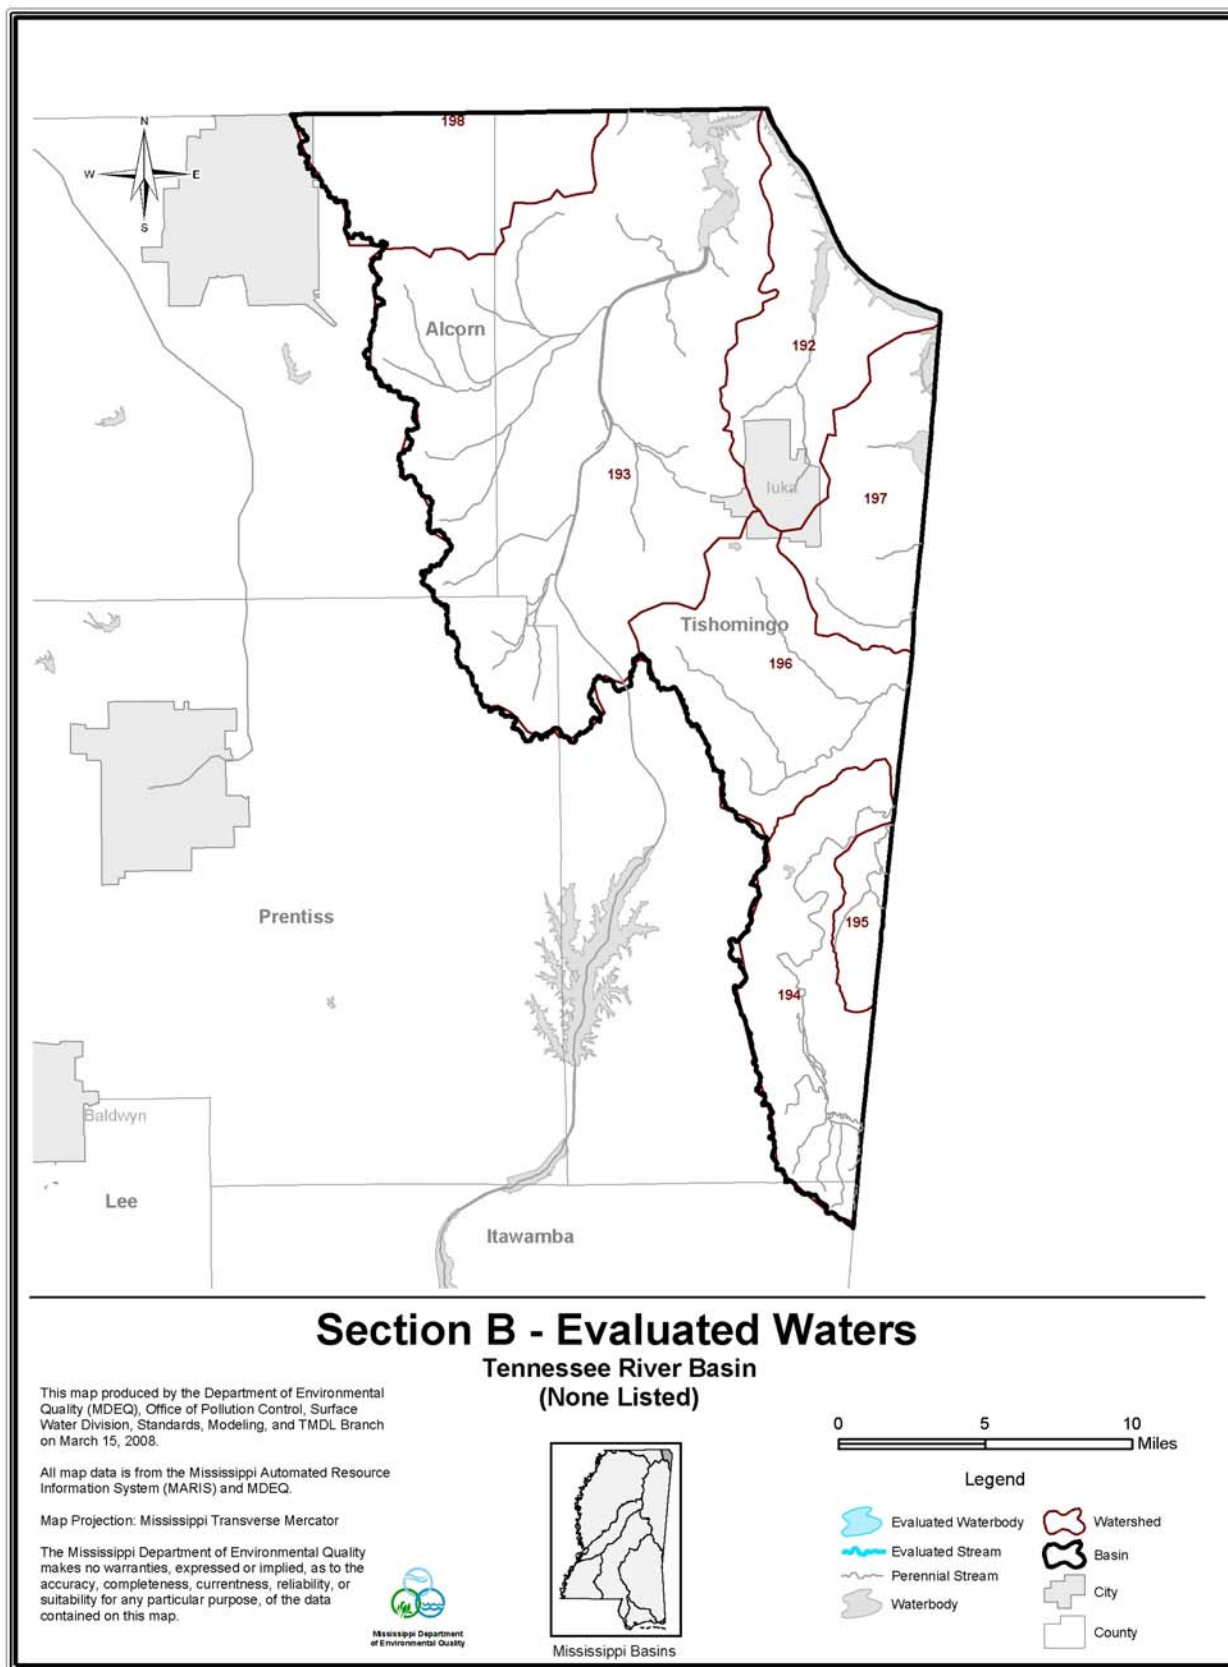 N
W E
S
198
Alcorn
192
193
Iuka
197
Tishomingo
196
Prentiss
195
194
Baldwyn
Lee
Itawamba
Section B - Evaluated Waters
Tennessee River Basin
(None Listed)
This map produced by the Department of Environmental
Quality (MDEQ), Office of Pollution Control, Surface
Water Division, Standards, Modeling, and TMDL Branch
on March 15, 2008.
All map data is from the Mississippi Automated Resource
Information System (MARIS) and MDEQ.
Map Projection: Mississippi Transverse Mercator
The Mississippi Department of Environmental Quality
makes no warranties, expressed or implied, as to the
accuracy, completeness, currentness, reliability, or
suitability for any particular purpose, of the data
contained on this map.
Mississippi Department
of Environmental Quality
Mississippi Basins
0 5 10
Miles
Legend
Evaluated Waterbody
Evaluated Stream
Perennial Stream
Waterbody
Watershed
Basin
City
County